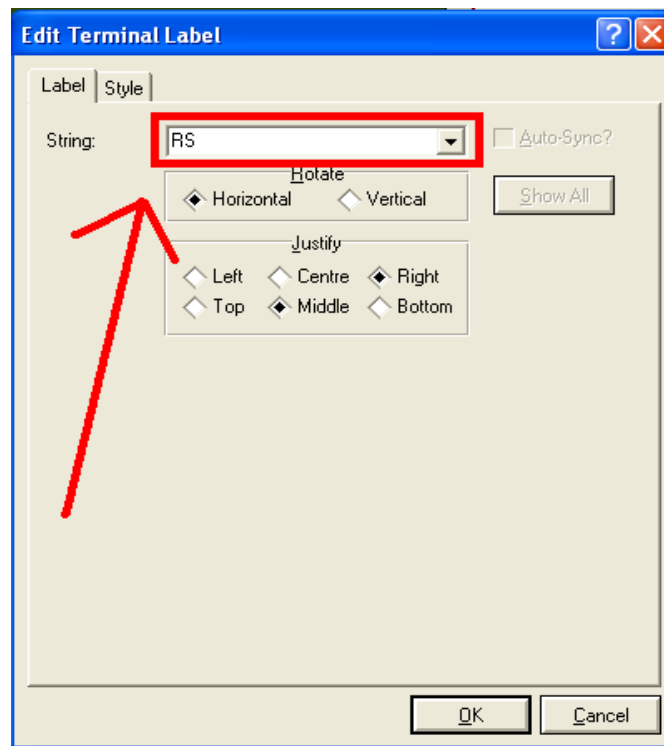 Edit Terminal Label
Label Style
String: RS Auto-Sync?
Rotate
Horizontal Vertical Show All
Justify
Left Centre Right
Top Middle Bottom
OK Cancel